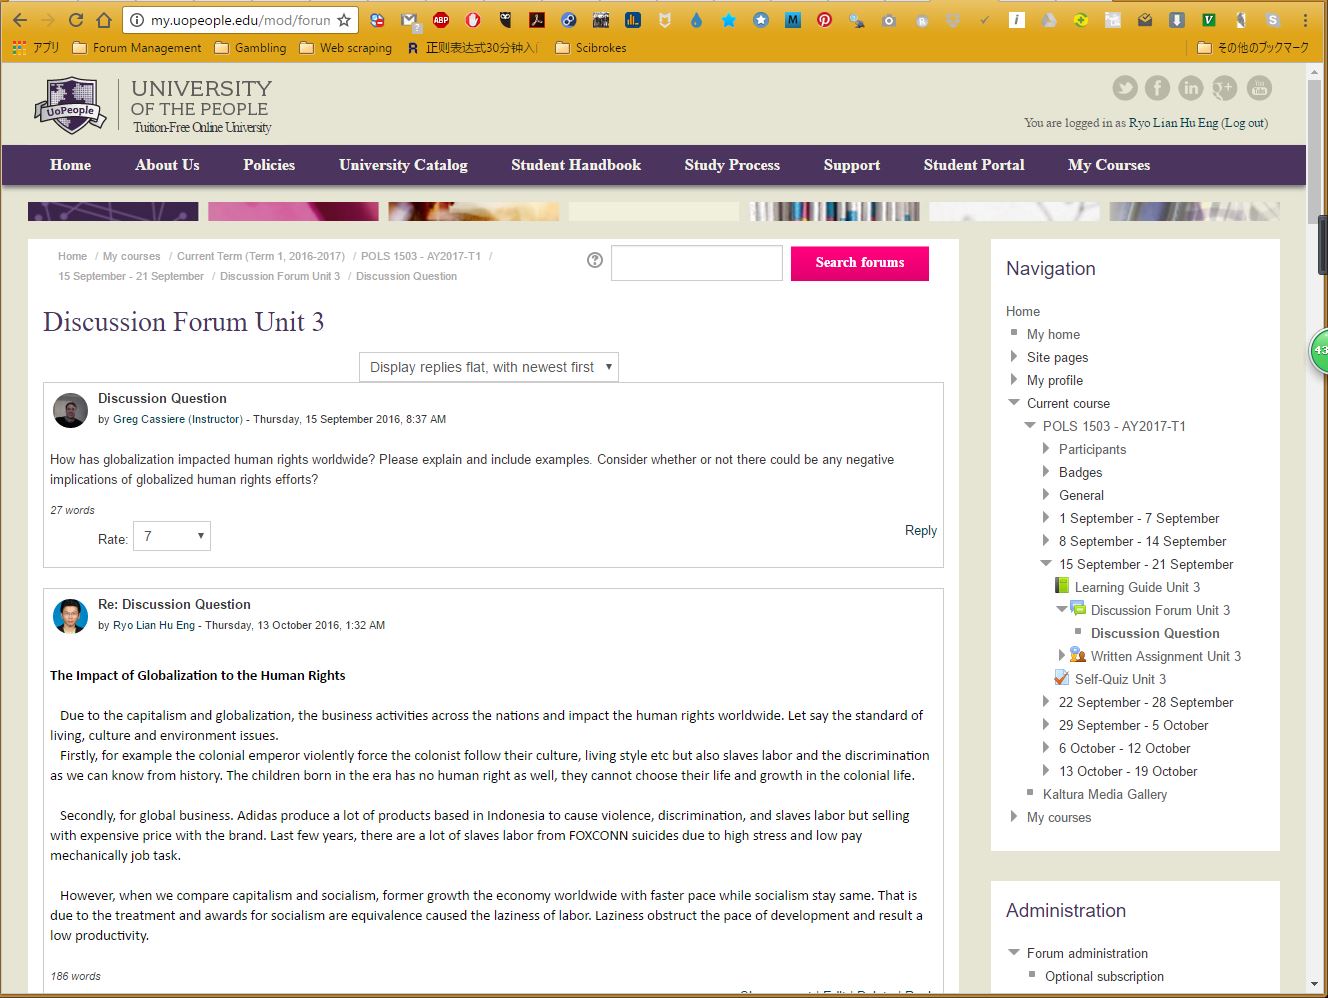 my.uopeople.edu/mod/forun
アプリ Forum Management Gambling Web scraping R 正则表达式30分钟入 Scibrokes その他のブックマーク
UoPeople
UNIVERSITY
OF THE PEOPLE
Tuition-Free Online University
You are logged in as Ryo Lian Hu Eng (Log out)
Home About Us Policies University Catalog Student Handbook Study Process Support Student Portal My Courses
Home / My courses / Current Term (Term 1, 2016-2017) / POLS 1503 - AY2017-T1 /
15 September - 21 September / Discussion Forum Unit 3 / Discussion Question
Search forums
Discussion Forum Unit 3
Display replies flat, with newest first
Discussion Question
by Greg Cassiere (Instructor) - Thursday, 15 September 2016, 8:37 AM
How has globalization impacted human rights worldwide? Please explain and include examples. Consider whether or not there could be any negative
implications of globalized human rights efforts?
27 words
Rate: 7
Reply
Re: Discussion Question
by Ryo Lian Hu Eng - Thursday, 13 October 2016, 1:32 AM
The Impact of Globalization to the Human Rights
Due to the capitalism and globalization, the business activities across the nations and impact the human rights worldwide. Let say the standard of
living, culture and environment issues.
Firstly, for example the colonial emperor violently force the colonist follow their culture, living style etc but also slaves labor and the discrimination
as we can know from history. The children born in the era has no human right as well, they cannot choose their life and growth in the colonial life.
Secondly, for global business. Adidas produce a lot of products based in Indonesia to cause violence, discrimination, and slaves labor but selling
with expensive price with the brand. Last few years, there are a lot of slaves labor from FOXCONN suicides due to high stress and low pay
mechanically job task.
However, when we compare capitalism and socialism, former growth the economy worldwide with faster pace while socialism stay same. That is
due to the treatment and awards for socialism are equivalence caused the laziness of labor. Laziness obstruct the pace of development and result a
low productivity.
186 words
Navigation
Home
My home
Site pages
My profile
Current course
POLS 1503 - AY2017-T1
Participants
Badges
General
1 September - 7 September
8 September - 14 September
15 September - 21 September
Learning Guide Unit 3
Discussion Forum Unit 3
Discussion Question
Written Assignment Unit 3
Self-Quiz Unit 3
22 September - 28 September
29 September - 5 October
6 October - 12 October
13 October - 19 October
Kaltura Media Gallery
My courses
Administration
Forum administration
Optional subscription
43